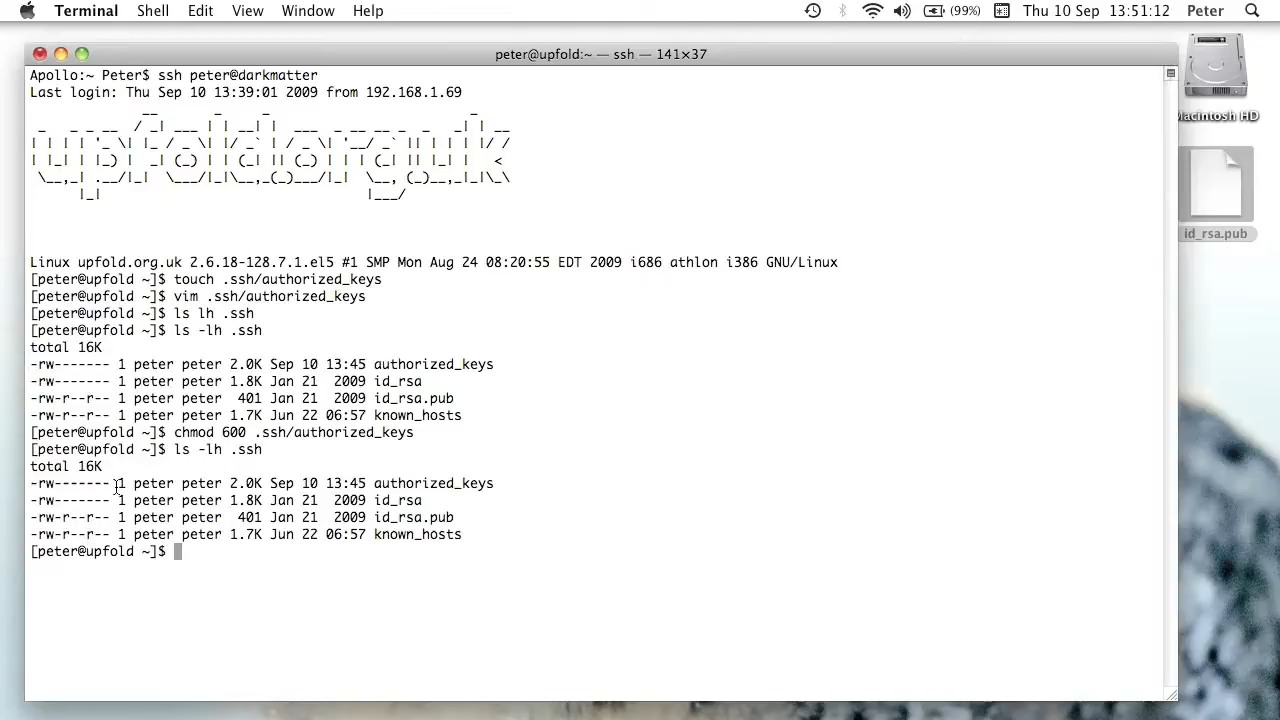 Terminal Shell Edit View Window Help (99%) Thu 10 Sep 13:51:12 Peter
peter@upfold:~ — ssh — 141×37
Apollo:~ Peter$ ssh peter@darkmatter
Last login: Thu Sep 10 13:39:01 2009 from 192.168.1.69
upfold.org.uk
Linux upfold.org.uk 2.6.18-128.7.1.el5 #1 SMP Mon Aug 24 08:20:55 EDT 2009 i686 athlon i386 GNU/Linux
[peter@upfold ~]$ touch .ssh/authorized_keys
[peter@upfold ~]$ vim .ssh/authorized_keys
[peter@upfold ~]$ ls lh .ssh
[peter@upfold ~]$ ls -lh .ssh
total 16K
-rw------- 1 peter peter 2.0K Sep 10 13:45 authorized_keys
-rw------- 1 peter peter 1.8K Jan 21  2009 id_rsa
-rw-r--r-- 1 peter peter  401 Jan 21  2009 id_rsa.pub
-rw-r--r-- 1 peter peter 1.7K Jun 22 06:57 known_hosts
[peter@upfold ~]$ chmod 600 .ssh/authorized_keys
[peter@upfold ~]$ ls -lh .ssh
total 16K
-rw------- 1 peter peter 2.0K Sep 10 13:45 authorized_keys
-rw------- 1 peter peter 1.8K Jan 21  2009 id_rsa
-rw-r--r-- 1 peter peter  401 Jan 21  2009 id_rsa.pub
-rw-r--r-- 1 peter peter 1.7K Jun 22 06:57 known_hosts
[peter@upfold ~]$
Macintosh HD
id_rsa.pub